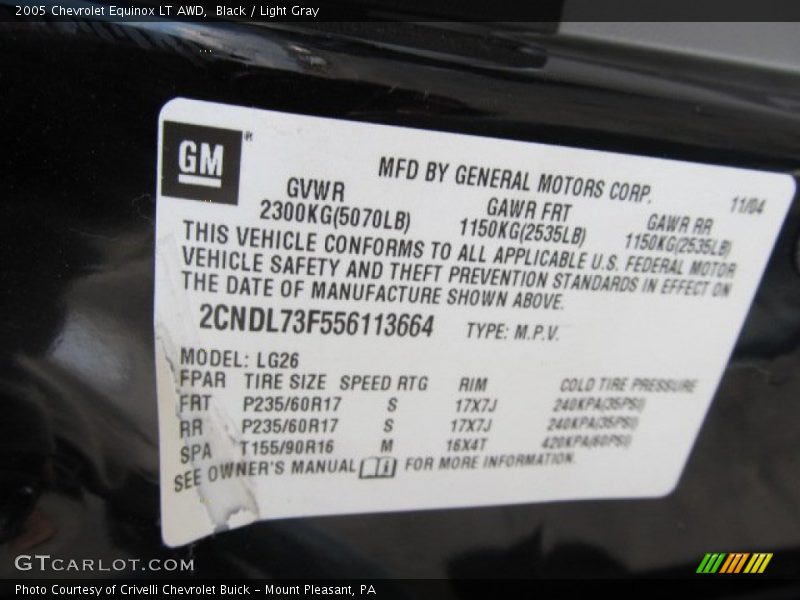 2005 Chevrolet Equinox LT AWD, Black / Light Gray
GM®
MFD BY GENERAL MOTORS CORP. 11/04
GVWR GAWR FRT GAWR RR
2300KG(5070LB) 1150KG(2535LB) 1150KG(2535LB)
THIS VEHICLE CONFORMS TO ALL APPLICABLE U.S. FEDERAL MOTOR
VEHICLE SAFETY AND THEFT PREVENTION STANDARDS IN EFFECT ON
THE DATE OF MANUFACTURE SHOWN ABOVE.
2CNDL73F556113664 TYPE: M.P.V.
MODEL: LG26
FPAR TIRE SIZE SPEED RTG RIM COLD TIRE PRESSURE
FRT P235/60R17 S 17X7J 240KPA(35PSI)
RR P235/60R17 S 17X7J 240KPA(35PSI)
SPA T155/90R16 M 16X4T 420KPA(60PSI)
SEE OWNER'S MANUAL FOR MORE INFORMATION.
GTCARLOT.COM
Photo Courtesy of Crivelli Chevrolet Buick - Mount Pleasant, PA